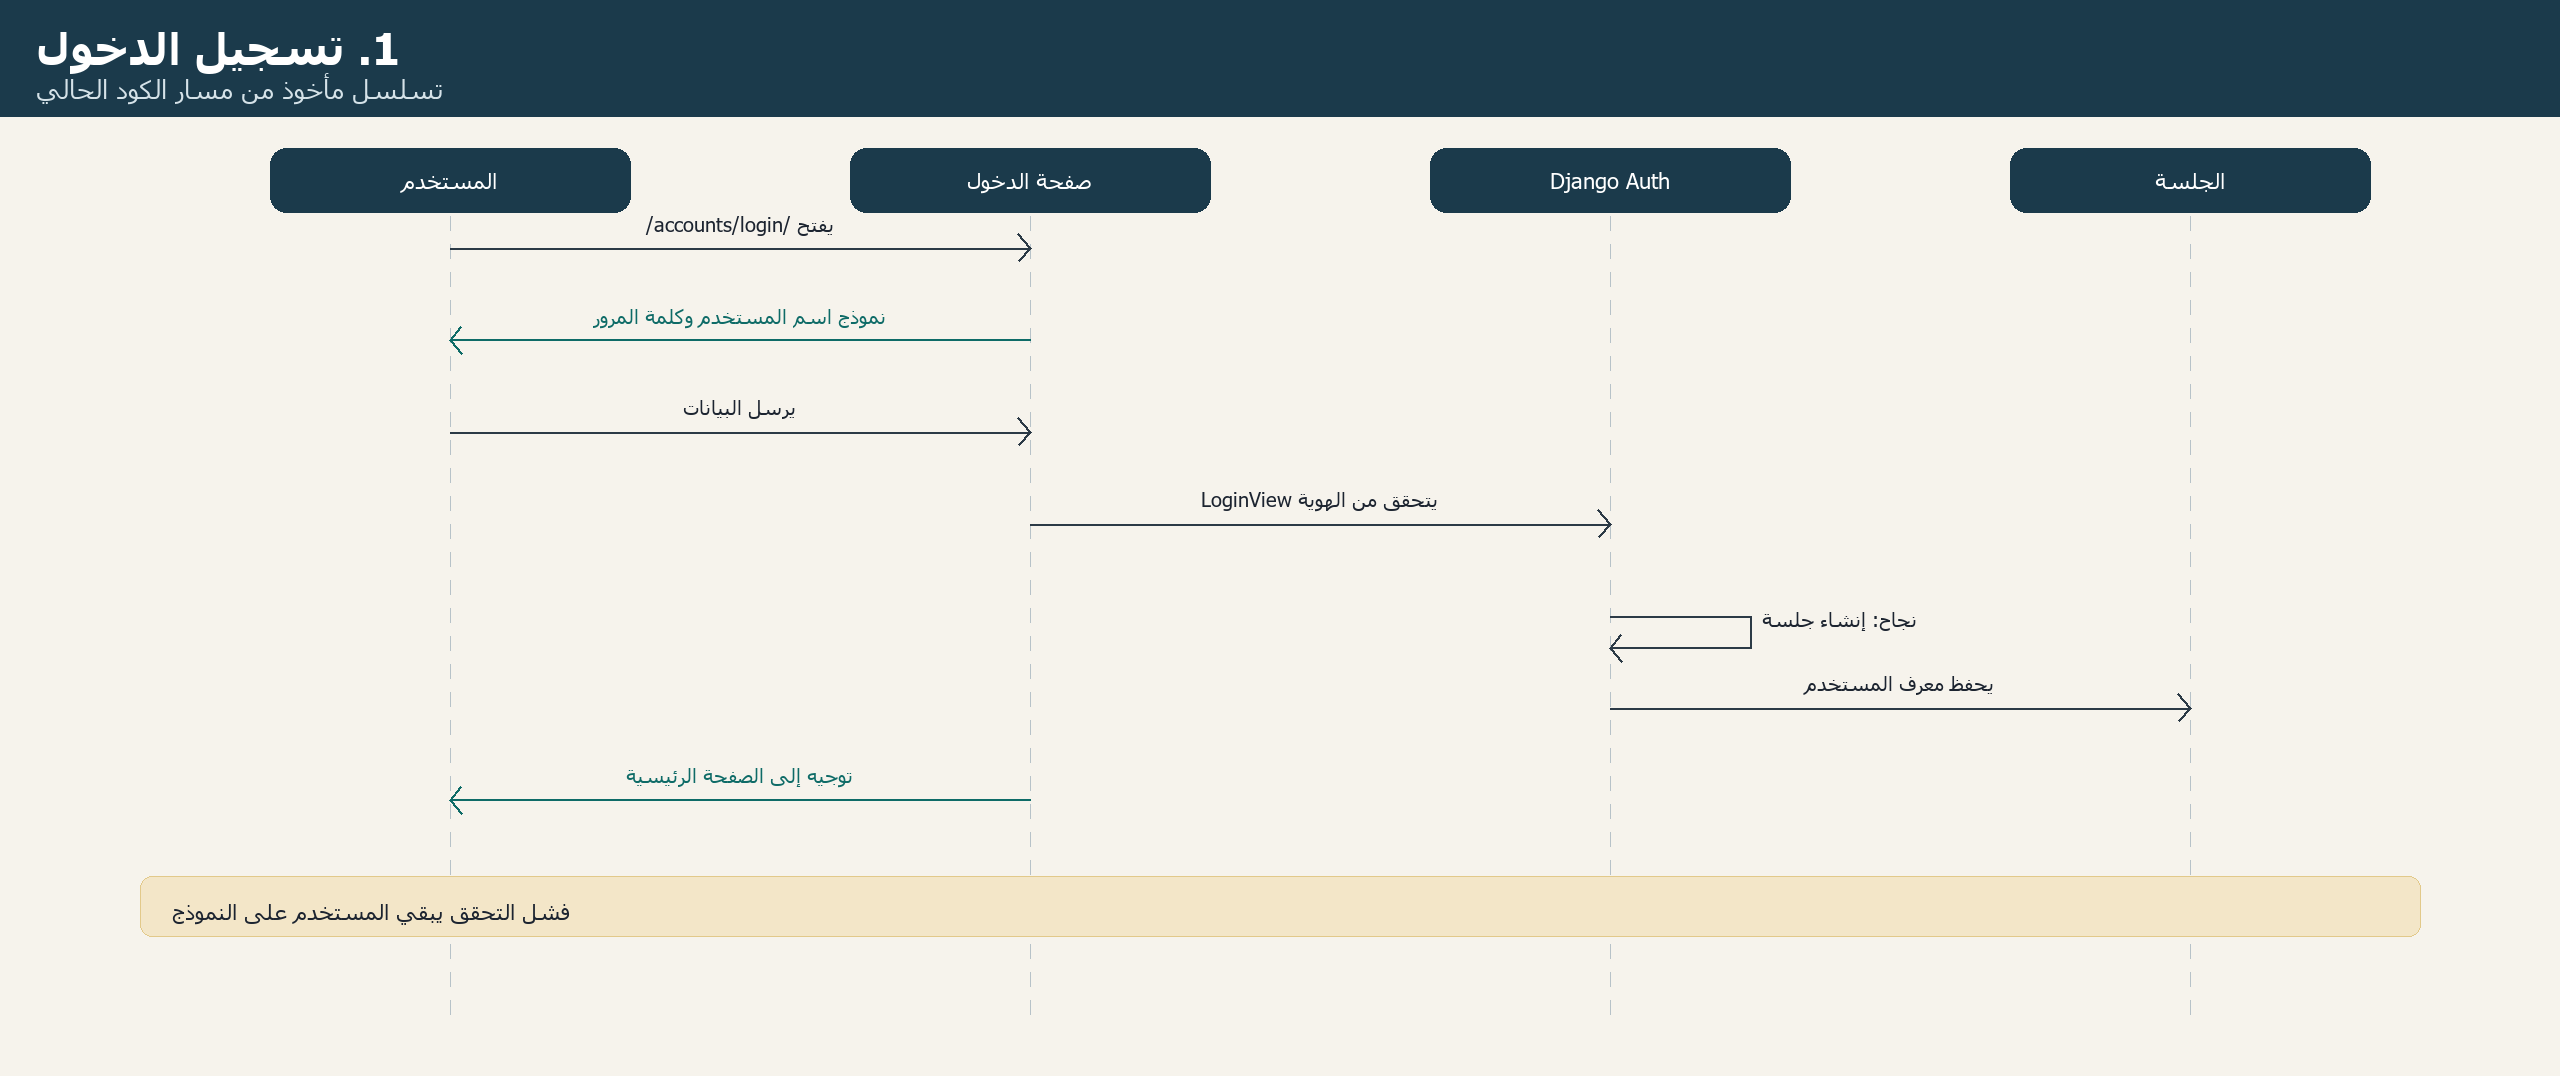 1. تسجيل الدخول
تسلسل مأخوذ من مسار الكود الحالي
المستخدم
صفحة الدخول
Django Auth
الجلسة
يفتح /accounts/login/
نموذج اسم المستخدم وكلمة المرور
يرسل البيانات
يتحقق من الهوية LoginView
نجاح: إنشاء جلسة
يحفظ معرف المستخدم
توجيه إلى الصفحة الرئيسية
فشل التحقق يبقي المستخدم على النموذج